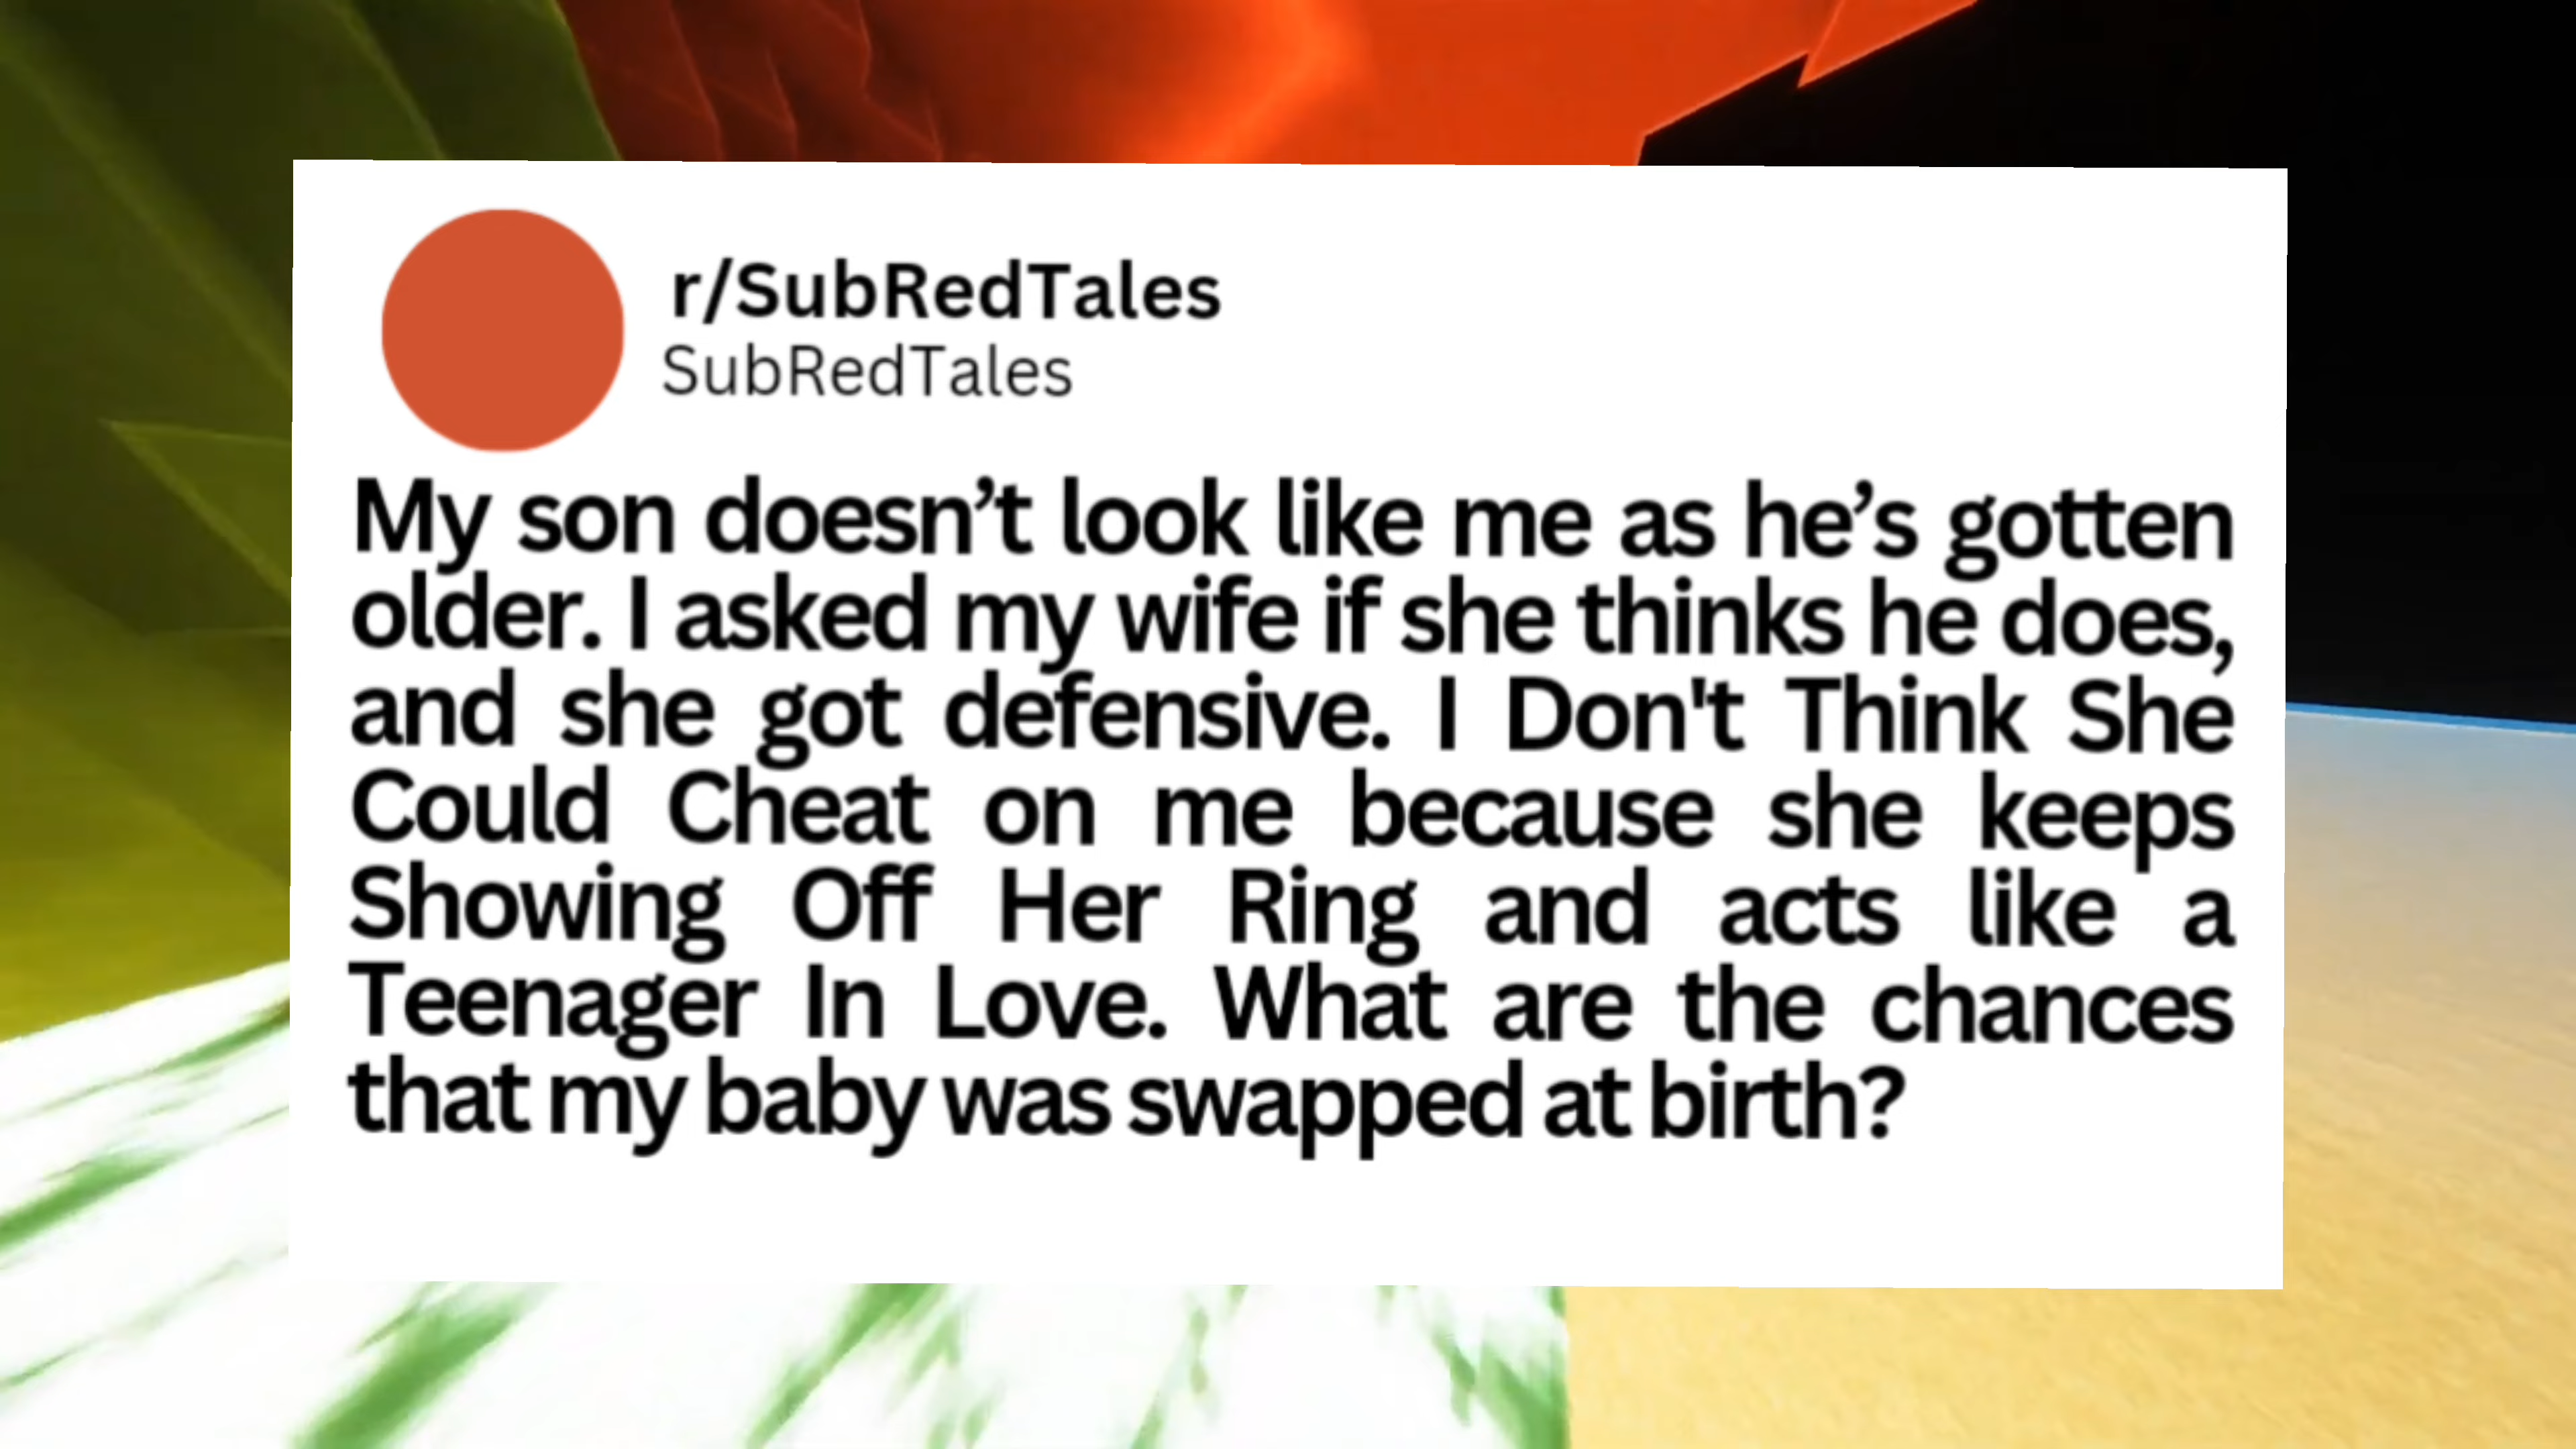 r/SubRedTales
SubRedTales
My son doesn’t look like me as he’s gotten
older. I asked my wife if she thinks he does,
and she got defensive. I Don't Think She
Could Cheat on me because she keeps
Showing Off Her Ring and acts like a
Teenager In Love. What are the chances
that my baby was swapped at birth?